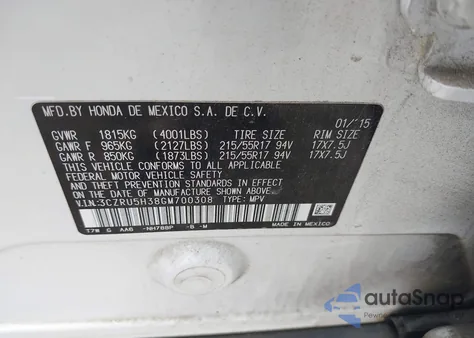 MFD.BY HONDA DE MEXICO S.A. DE C.V.
01/'15
GVWR 1815KG (4001LBS) TIRE SIZE RIM SIZE
GAWR F 965KG (2127LBS) 215/55R17 94V 17X7.5J
GAWR R 850KG (1873LBS) 215/55R17 94V 17X7.5J
THIS VEHICLE CONFORMS TO ALL APPLICABLE
FEDERAL MOTOR VEHICLE SAFETY STANDARDS IN EFFECT
ON THE DATE OF MANUFACTURE SHOWN ABOVE.
V.I.N:3CZRU5H38GM700308 TYPE: MPV
T7W G AA6 -NH788P -B -M
MADE IN MEXICO
autoSnap